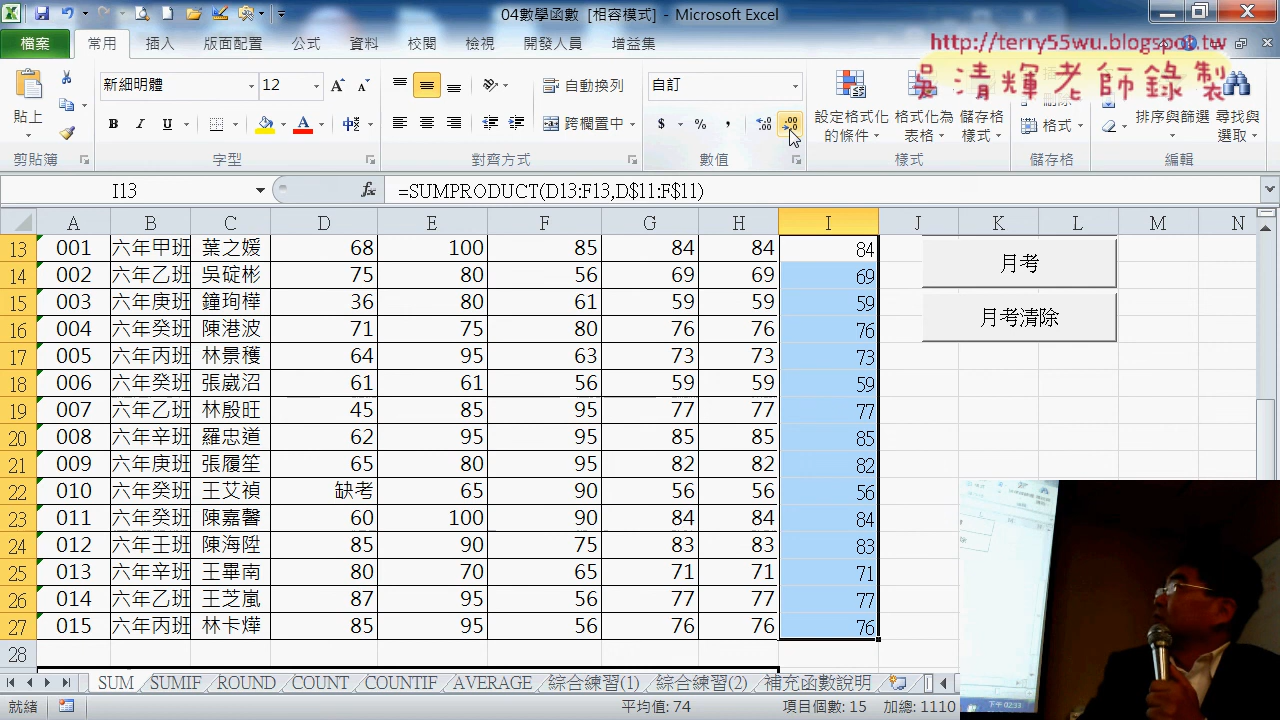 04數學函數 [相容模式] - Microsoft Excel
檔案 常用 插入 版面配置 公式 資料 校閱 檢視 開發人員 增益集
http://terry55wu.blogspot.tw
吳清輝老師錄製
貼上 新細明體 12 自動換列 自訂
B I U 跨欄置中 $ % , 設定格式化的條件 格式化為表格 儲存格樣式 刪除 格式 排序與篩選 尋找與選取
剪貼簿 字型 對齊方式 數值 樣式 儲存格 編輯
I13 fx =SUMPRODUCT(D13:F13,D$11:F$11)
A B C D E F G H I J K L M N
13 001 六年甲班 葉之媛 68 100 85 84 84 84
月考
14 002 六年乙班 吳碇彬 75 80 56 69 69 69
15 003 六年庚班 鐘珣樺 36 80 61 59 59 59
月考清除
16 004 六年癸班 陳港波 71 75 80 76 76 76
17 005 六年丙班 林景穫 64 95 63 73 73 73
18 006 六年癸班 張崴沼 61 61 56 59 59 59
19 007 六年乙班 林殷旺 45 85 95 77 77 77
20 008 六年辛班 羅忠道 62 95 95 85 85 85
21 009 六年庚班 張履笙 65 80 95 82 82 82
22 010 六年癸班 王艾禎 缺考 65 90 56 56 56
23 011 六年癸班 陳嘉馨 60 100 90 84 84 84
24 012 六年壬班 陳海陞 85 90 75 83 83 83
25 013 六年辛班 王畢南 80 70 65 71 71 71
26 014 六年乙班 王芝嵐 87 95 56 77 77 77
27 015 六年丙班 林卡燁 85 95 56 76 76 76
28
SUM SUMIF ROUND COUNT COUNTIF AVERAGE 綜合練習(1) 綜合練習(2) 補充函數說明
就緒 平均值: 74 項目個數: 15 加總: 1110
下午 02:33